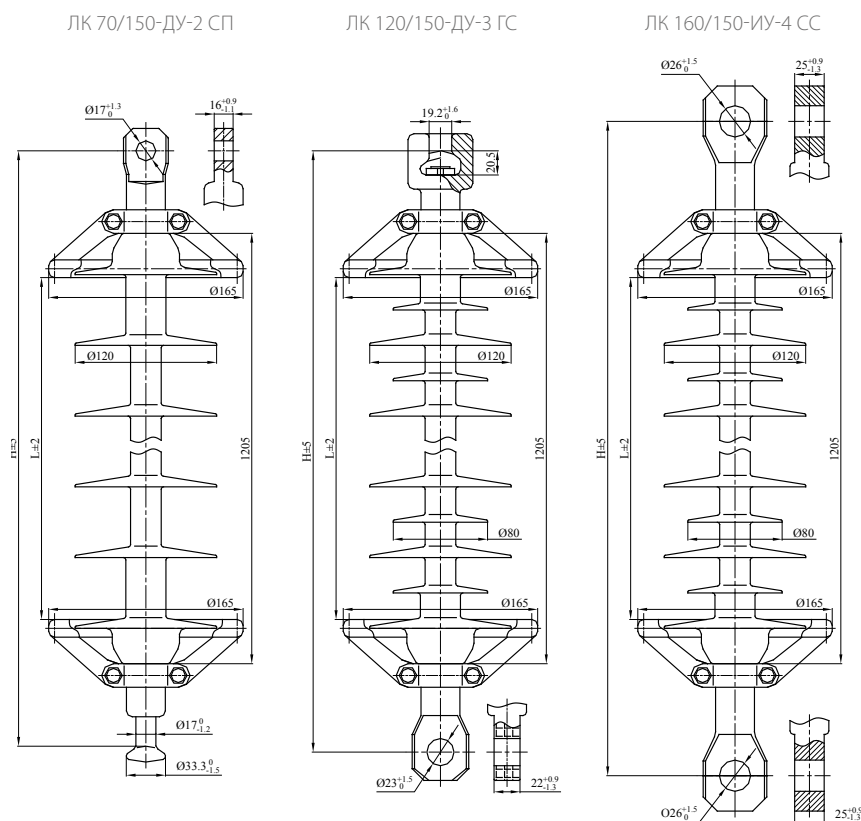 ЛК 70/150-ДУ-2 СП
ЛК 120/150-ДУ-3 ГС
ЛК 160/150-ИУ-4 СС
Ø17 +1.3 0
16 +0.9 -1.1
Ø165
Ø120
H±5
L±2
1205
Ø165
Ø17 0 -1.2
Ø33.3 0 -1.5
19.2 +1.6 0
20.5
Ø165
Ø120
H±5
L±2
1205
Ø80
Ø165
Ø23 +1.5 0
22 +0.9 -1.3
Ø26 +1.5 0
25 +0.9 -1.3
Ø165
Ø120
H±5
L±2
1205
Ø80
Ø165
O26 +1.5 0
25 +0.9 -1.3